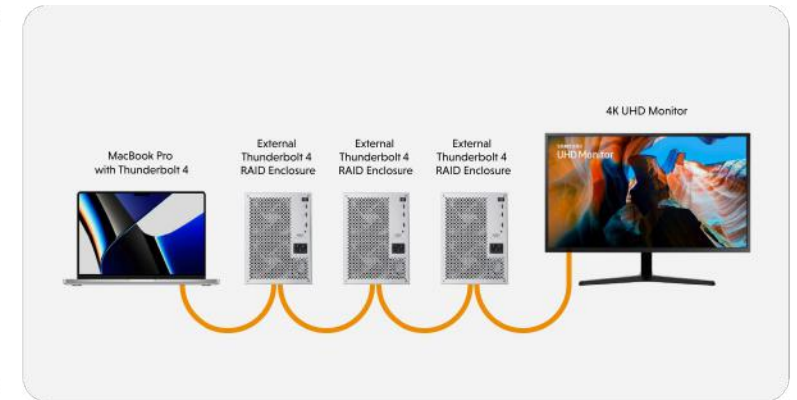 MacBook Pro
with Thunderbolt 4
External
Thunderbolt 4
RAID Enclosure
External
Thunderbolt 4
RAID Enclosure
External
Thunderbolt 4
RAID Enclosure
4K UHD Monitor
UHD Monitor